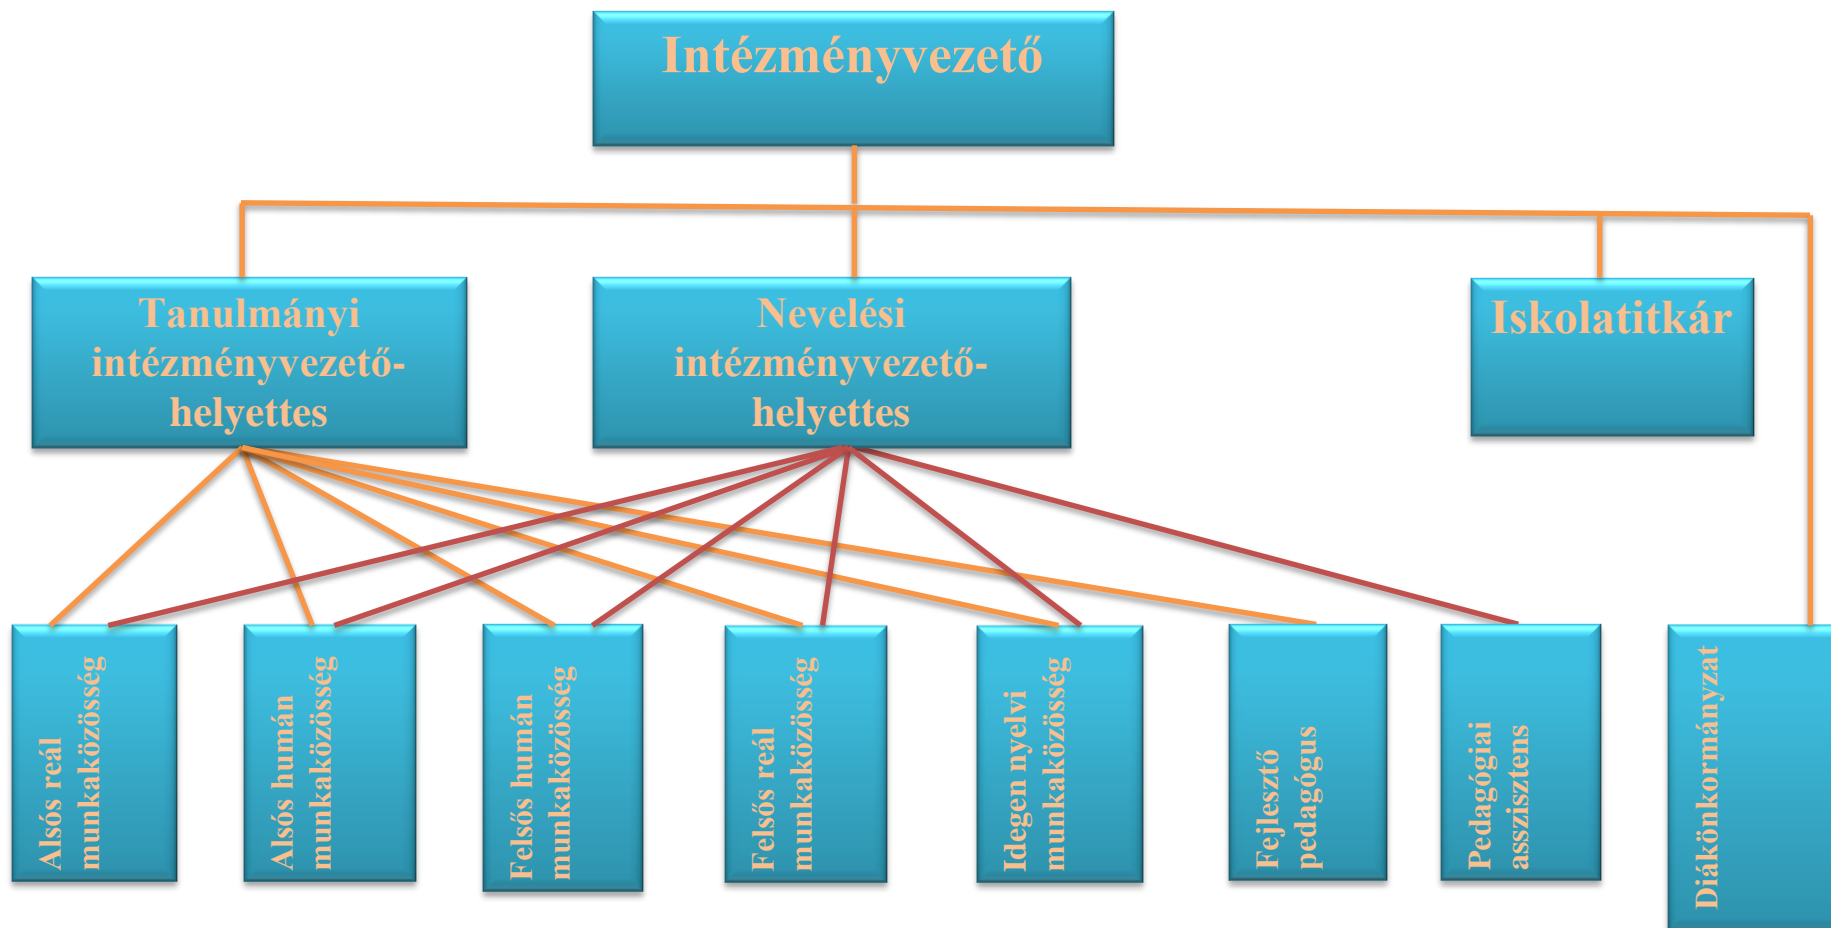 Intézményvezető
Tanulmányi
intézményvezető-
helyettes
Nevelési
intézményvezető-
helyettes
Iskolatitkár
Alsós reál
munkaközösség
Alsós humán
munkaközösség
Felső humán
munkaközösség
Felsős reál
munkaközösség
Idegen nyelvi
munkaközösség
Fejlesztő
pedagógus
Pedagógiai
asszisztens
Diákönkormányzat